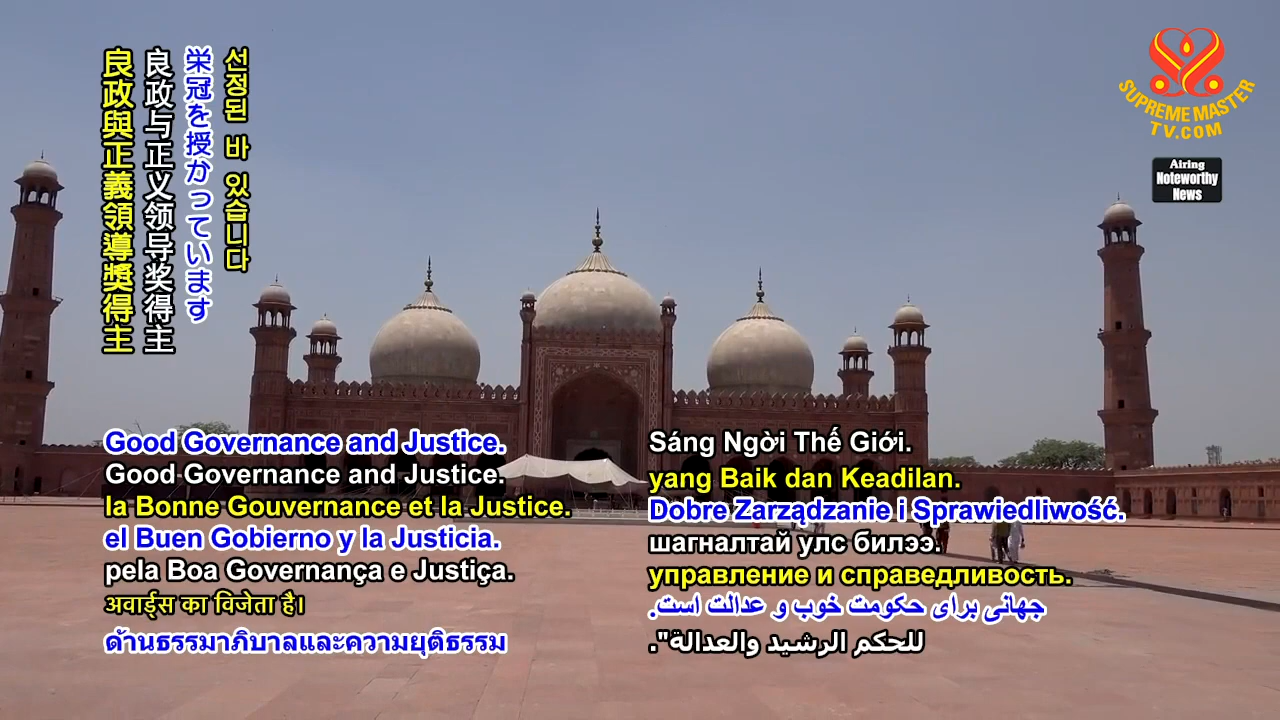 良政與正義領導獎得主
良政与正义领导奖得主
栄冠を授かっています
선정된 바 있습니다
SUPREME MASTER
TV.COM
Airing
Noteworthy
News
Good Governance and Justice.
Good Governance and Justice.
la Bonne Gouvernance et la Justice.
el Buen Gobierno y la Justicia.
pela Boa Governança e Justiça.
अवार्ड्स का विजेता है।
ด้านธรรมาภิบาลและความยุติธรรม
Sáng Ngời Thế Giới.
yang Baik dan Keadilan.
Dobre Zarządzanie i Sprawiedliwość.
шагналтай улс билээ.
управление и справедливость.
جهانی برای حکومت خوب و عدالت است.
للحكم الرشيد والعدالة".